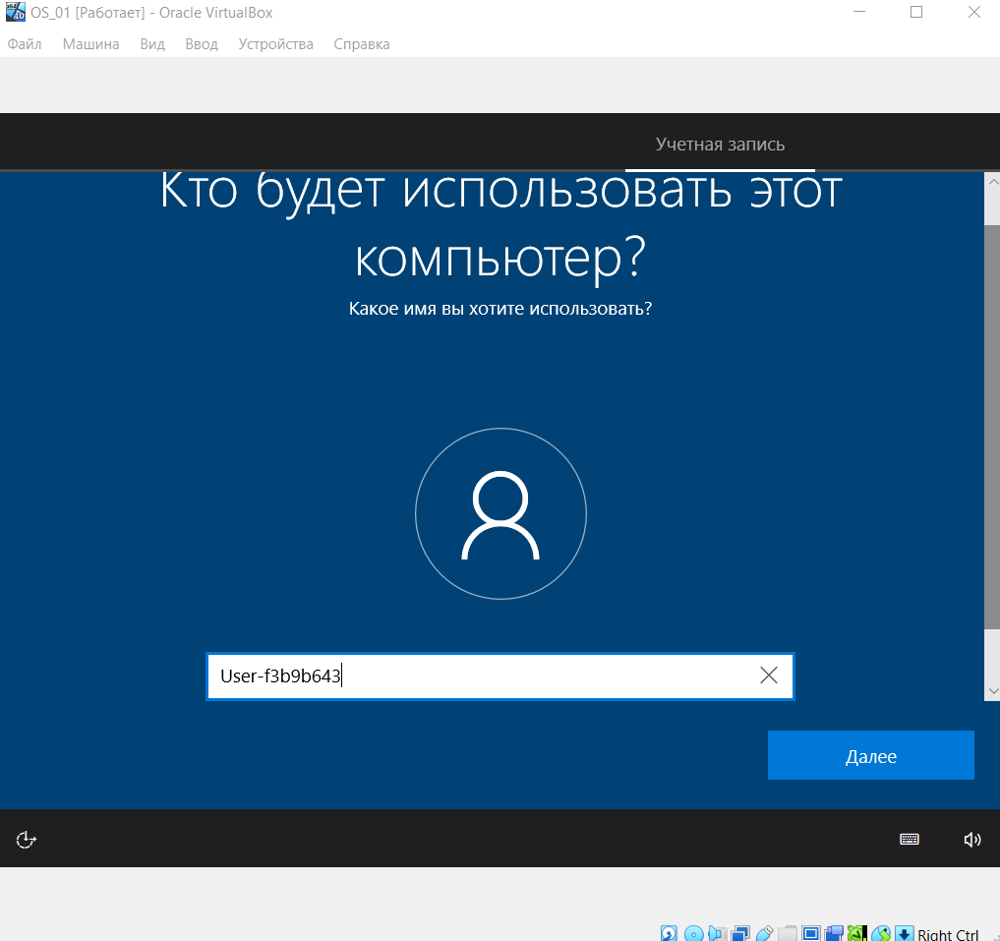 OS_01 [Работает] - Oracle VirtualBox
Файл Машина Вид Ввод Устройства Справка
Учетная запись
Кто будет использовать этот
компьютер?
Какое имя вы хотите использовать?
User-f3b9b643
Далее
Right Ctrl